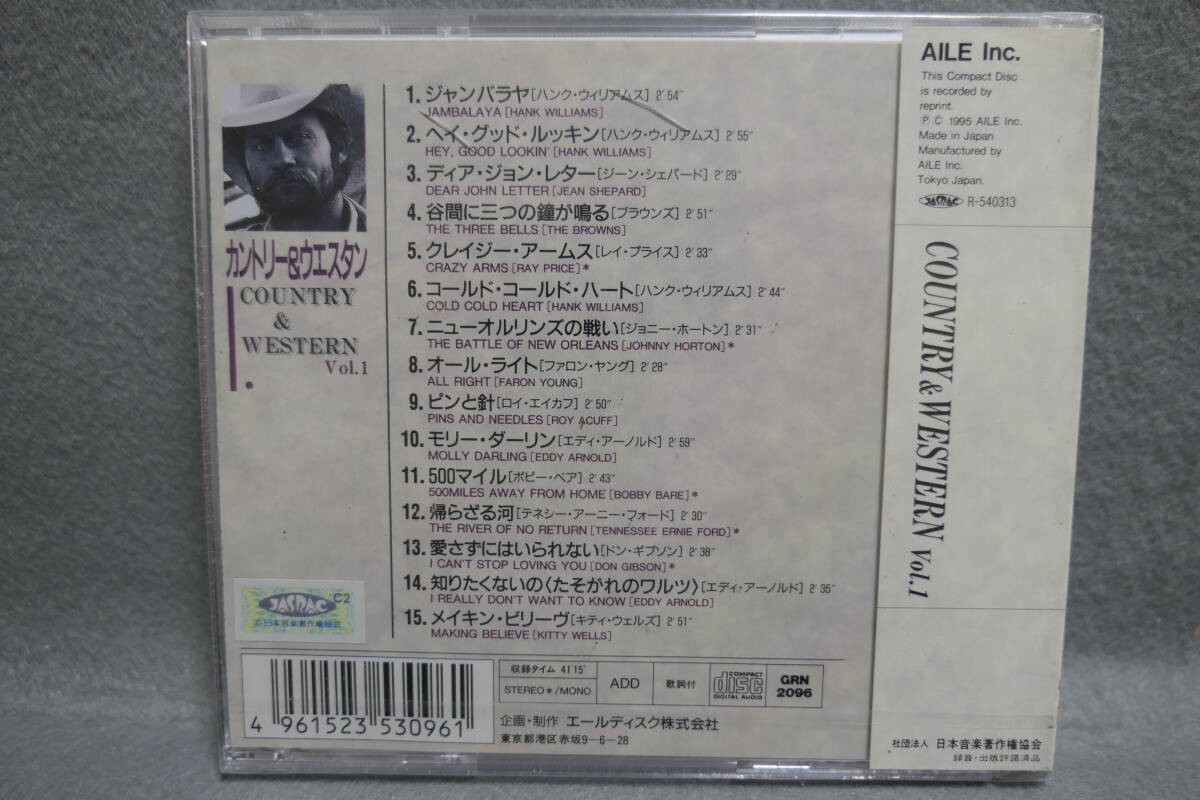 カントリー&ウエスタン
COUNTRY
&
WESTERN
Vol.1
1. ジャンバラヤ[ハンク・ウィリアムス] 2'54"
JAMBALAYA [HANK WILLIAMS]
2. ヘイ・グッド・ルッキン[ハンク・ウィリアムス] 2'55"
HEY, GOOD LOOKIN' [HANK WILLIAMS]
3. ディア・ジョン・レター[ジーン・シェパード] 2'29"
DEAR JOHN LETTER [JEAN SHEPARD]
4. 谷間に三つの鐘が鳴る[ブラウンズ] 2'51"
THE THREE BELLS [THE BROWNS]
5. クレイジー・アームス[レイ・プライス] 2'33"
CRAZY ARMS [RAY PRICE]*
6. コールド・コールド・ハート[ハンク・ウィリアムス] 2'44"
COLD COLD HEART [HANK WILLIAMS]
7. ニューオルリンズの戦い[ジョニー・ホートン] 2'31"
THE BATTLE OF NEW ORLEANS [JOHNNY HORTON]*
8. オール・ライト[ファロン・ヤング] 2'28"
ALL RIGHT [FARON YOUNG]
9. ピンと針[ロイ・エイカフ] 2'50"
PINS AND NEEDLES [ROY ACUFF]
10. モリー・ダーリン[エディ・アーノルド] 2'59"
MOLLY DARLING [EDDY ARNOLD]
11. 500マイル[ボビー・ベア] 2'43"
500MILES AWAY FROM HOME [BOBBY BARE]*
12. 帰らざる河[テネシー・アーニー・フォード] 2'30"
THE RIVER OF NO RETURN [TENNESSEE ERNIE FORD]*
13. 愛さずにはいられない[ドン・ギブソン] 2'38"
I CAN'T STOP LOVING YOU [DON GIBSON]*
14. 知りたくないの〈たそがれのワルツ〉[エディ・アーノルド] 2'35"
I REALLY DON'T WANT TO KNOW [EDDY ARNOLD]
15. メイキン・ビリーヴ[キティ・ウェルズ] 2'51"
MAKING BELIEVE [KITTY WELLS]
JASRAC C2
日本音楽著作権協会
4 961523 530961
収録タイム 41'15"
STEREO*/MONO
ADD
歌詞付
COMPACT
disc
DIGITAL AUDIO
GRN
2096
企画・制作 エールディスク株式会社
東京都港区赤坂9-6-28
AILE Inc.
This Compact Disc
is recorded by
reprint.
Ⓟ Ⓒ 1995 AILE Inc.
Made in Japan
Manufactured by
AILE Inc.
Tokyo Japan.
JASRAC R-540313
COUNTRY & WESTERN Vol.1
社団法人 日本音楽著作権協会
録音・出版許諾済品